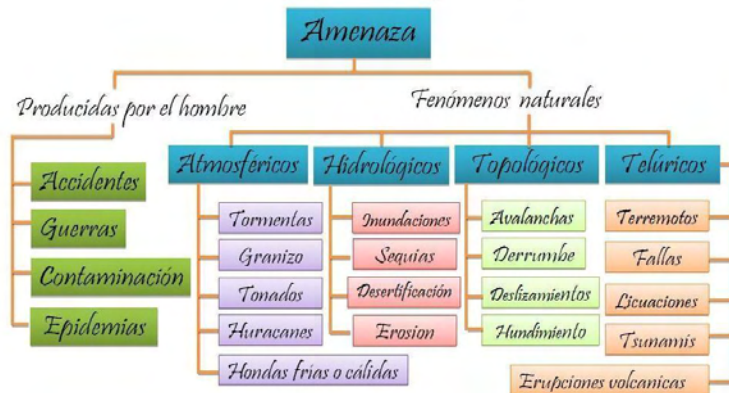 Amenaza
Producidas por el hombre
Fenómenos naturales
Accidentes
Guerras
Contaminación
Epidemias
Atmosféricos
Hidrológicos
Topológicos
Telúricos
Tormentas
Granizo
Tonados
Huracanes
Hondas frías o cálidas
Inundaciones
Sequias
Desertificación
Erosion
Avalanchas
Derrumbe
Deslizamientos
Hundimiento
Terremotos
Fallas
Licuaciones
Tsunamis
Erupciones volcanicas